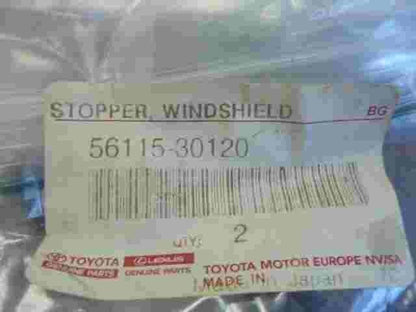 STOPPER, WINDSHIELD BG
56115-30120
QTY: 2
TOYOTA LEXUS TOYOTA MOTOR EUROPE NV/SA
GENUINE PARTS GENUINE PARTS MADE IN Japan